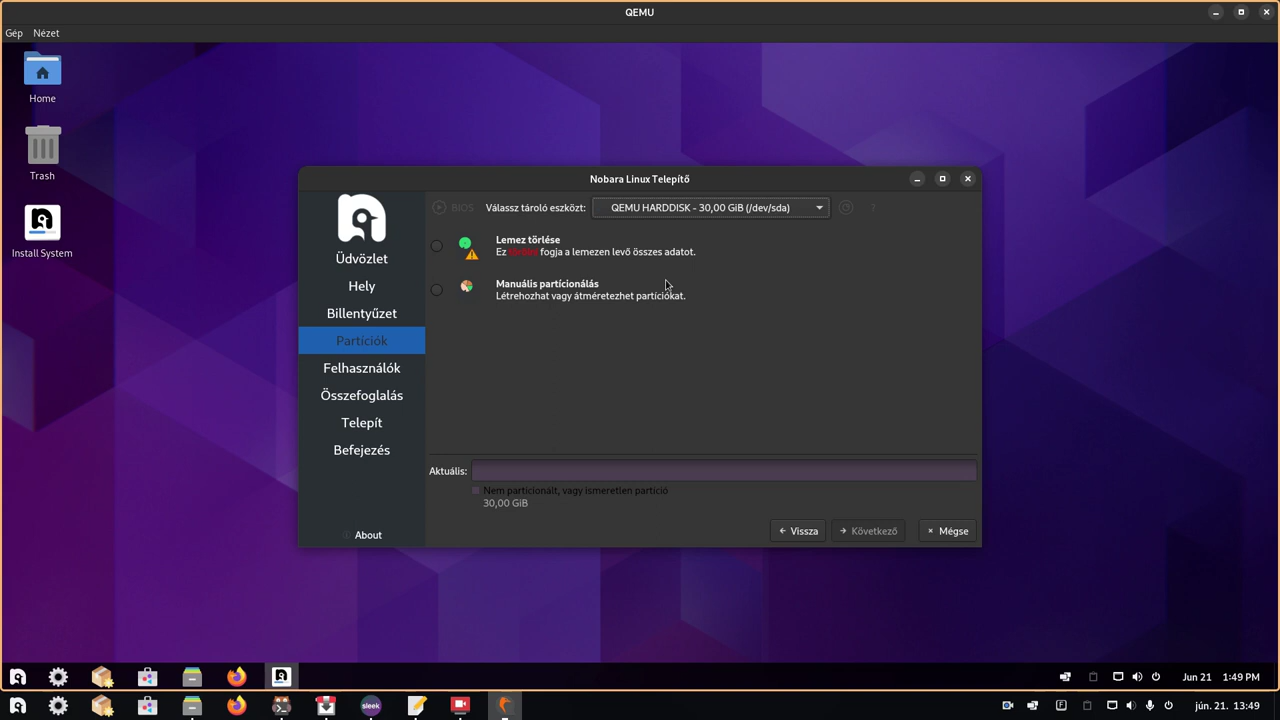 QEMU
Gép Nézet
Home
Trash
Install System
Nobara Linux Telepítő
BIOS Válassz tároló eszközt: QEMU HARDDISK - 30,00 GiB (/dev/sda) ?
Üdvözlet
Hely
Billentyűzet
Partíciók
Felhasználók
Összefoglalás
Telepít
Befejezés
About
Lemez törlése
Ez törölni fogja a lemezen levő összes adatot.
Manuális partícionálás
Létrehozhat vagy átméretezhet partíciókat.
Aktuális:
Nem particionált, vagy ismeretlen partíció
30,00 GiB
Vissza Következő Mégse
Jun 21 1:49 PM
sleek
jún. 21. 13:49